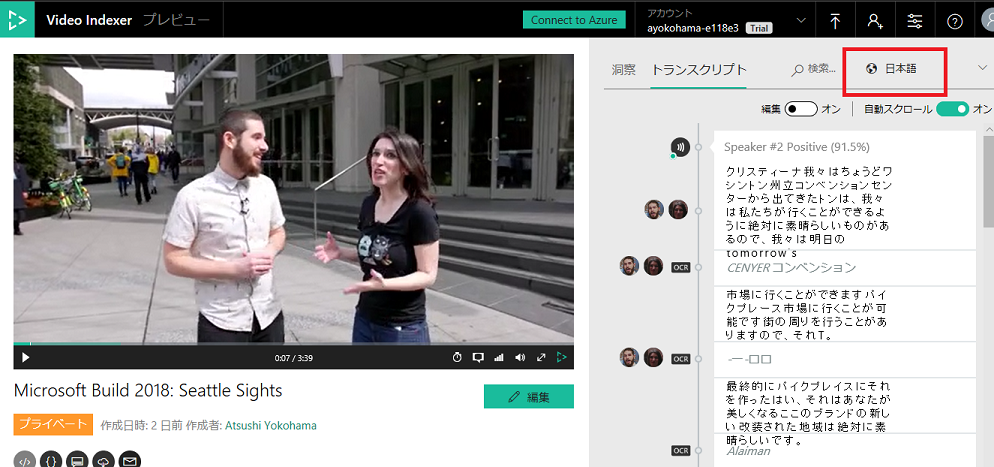 Video Indexer プレビュー
Connect to Azure
アカウント
ayokohama-e118e3 Trial
洞察 トランスクリプト 検索... 日本語
編集 オン 自動スクロール オン
Speaker #2 Positive (91.5%)
クリスティーナ我々はちょうどワ
シントン州立コンベンションセン
ターから出てきたトンは、我々
は私たちが行くことができるよう
に絶対に素晴らしいものがあ
るので、我々は明日の
tomorrow's
OCR CENYER コンベンション
市場に行くことができますパイ
クプレース市場に行くことが可
能です街の周りを行うことがあ
りますので、それT。
OCR -一-ロロ
最終的にパイクプレイスにそれ
を作ったはい、それはあなたが
美しくなるここのブランドの新し
い改装された地域は絶対に素
晴らしいです。
OCR Alaiman
0:07 / 3:39
Microsoft Build 2018: Seattle Sights
編集
プライベート 作成日時: 2 日前 作成者: Atsushi Yokohama